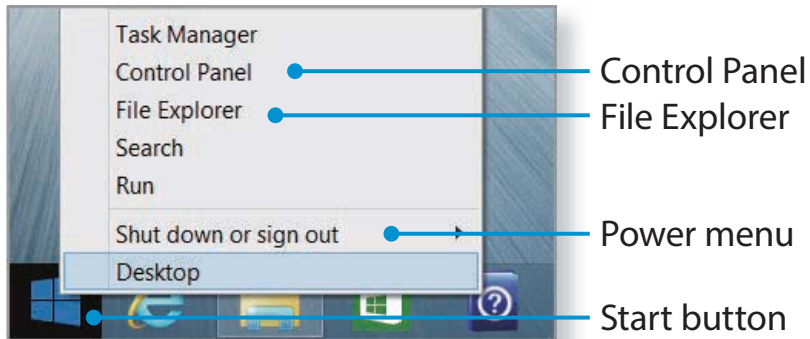 Task Manager
Control Panel
Control Panel
File Explorer
File Explorer
Search
Run
Shut down or sign out
Power menu
Desktop
?
Start button